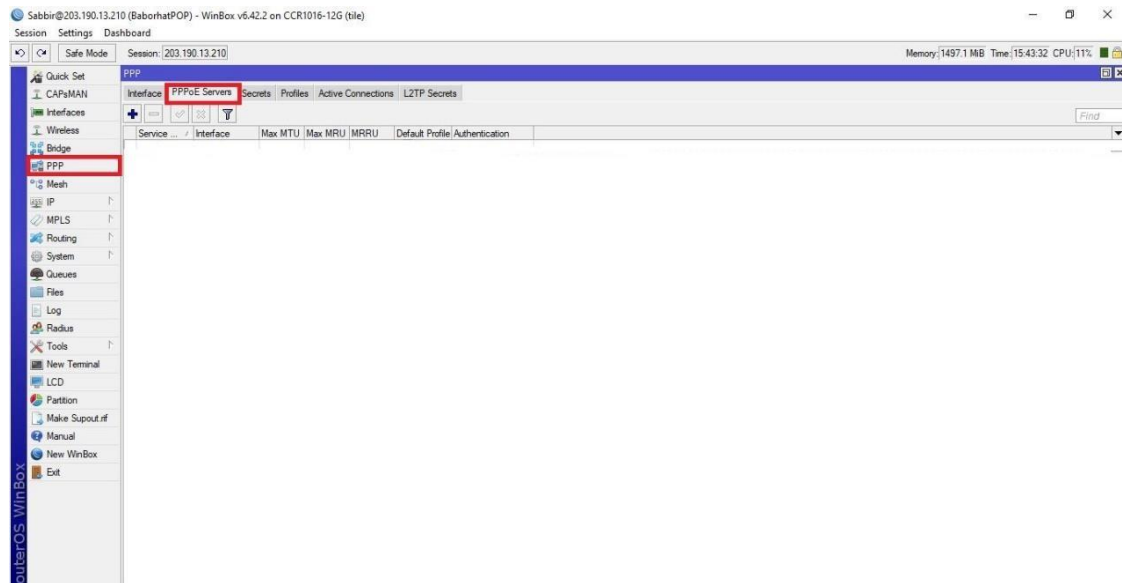 Sabbir@203.190.13.210 (BaborhatPOP) - WinBox v6.42.2 on CCR1016-12G (tile)
Session Settings Dashboard
Safe Mode Session: 203.190.13.210 Memory: 1497.1 MiB Time: 15:43:32 CPU: 11%
Quick Set
CAPsMAN
Interfaces
Wireless
Bridge
PPP
Mesh
IP
MPLS
Routing
System
Queues
Files
Log
Radius
Tools
New Terminal
LCD
Partition
Make Supout.rif
Manual
New WinBox
Exit
outerOS WinBox
PPP
Interface PPPoE Servers Secrets Profiles Active Connections L2TP Secrets
Find
Service ... Interface Max MTU Max MRU MRRU Default Profile Authentication